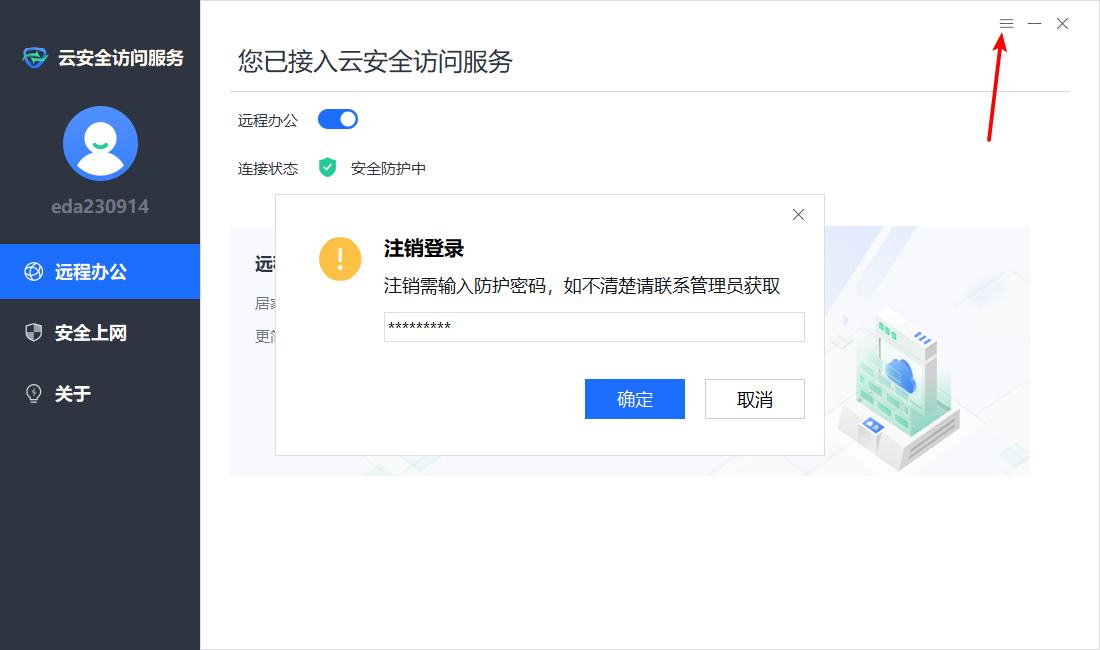 云安全访问服务
eda230914
远程办公
安全上网
关于
您已接入云安全访问服务
远程办公
连接状态 安全防护中
远
居
更
注销登录
注销需输入防护密码，如不清楚请联系管理员获取
*********
确定 取消